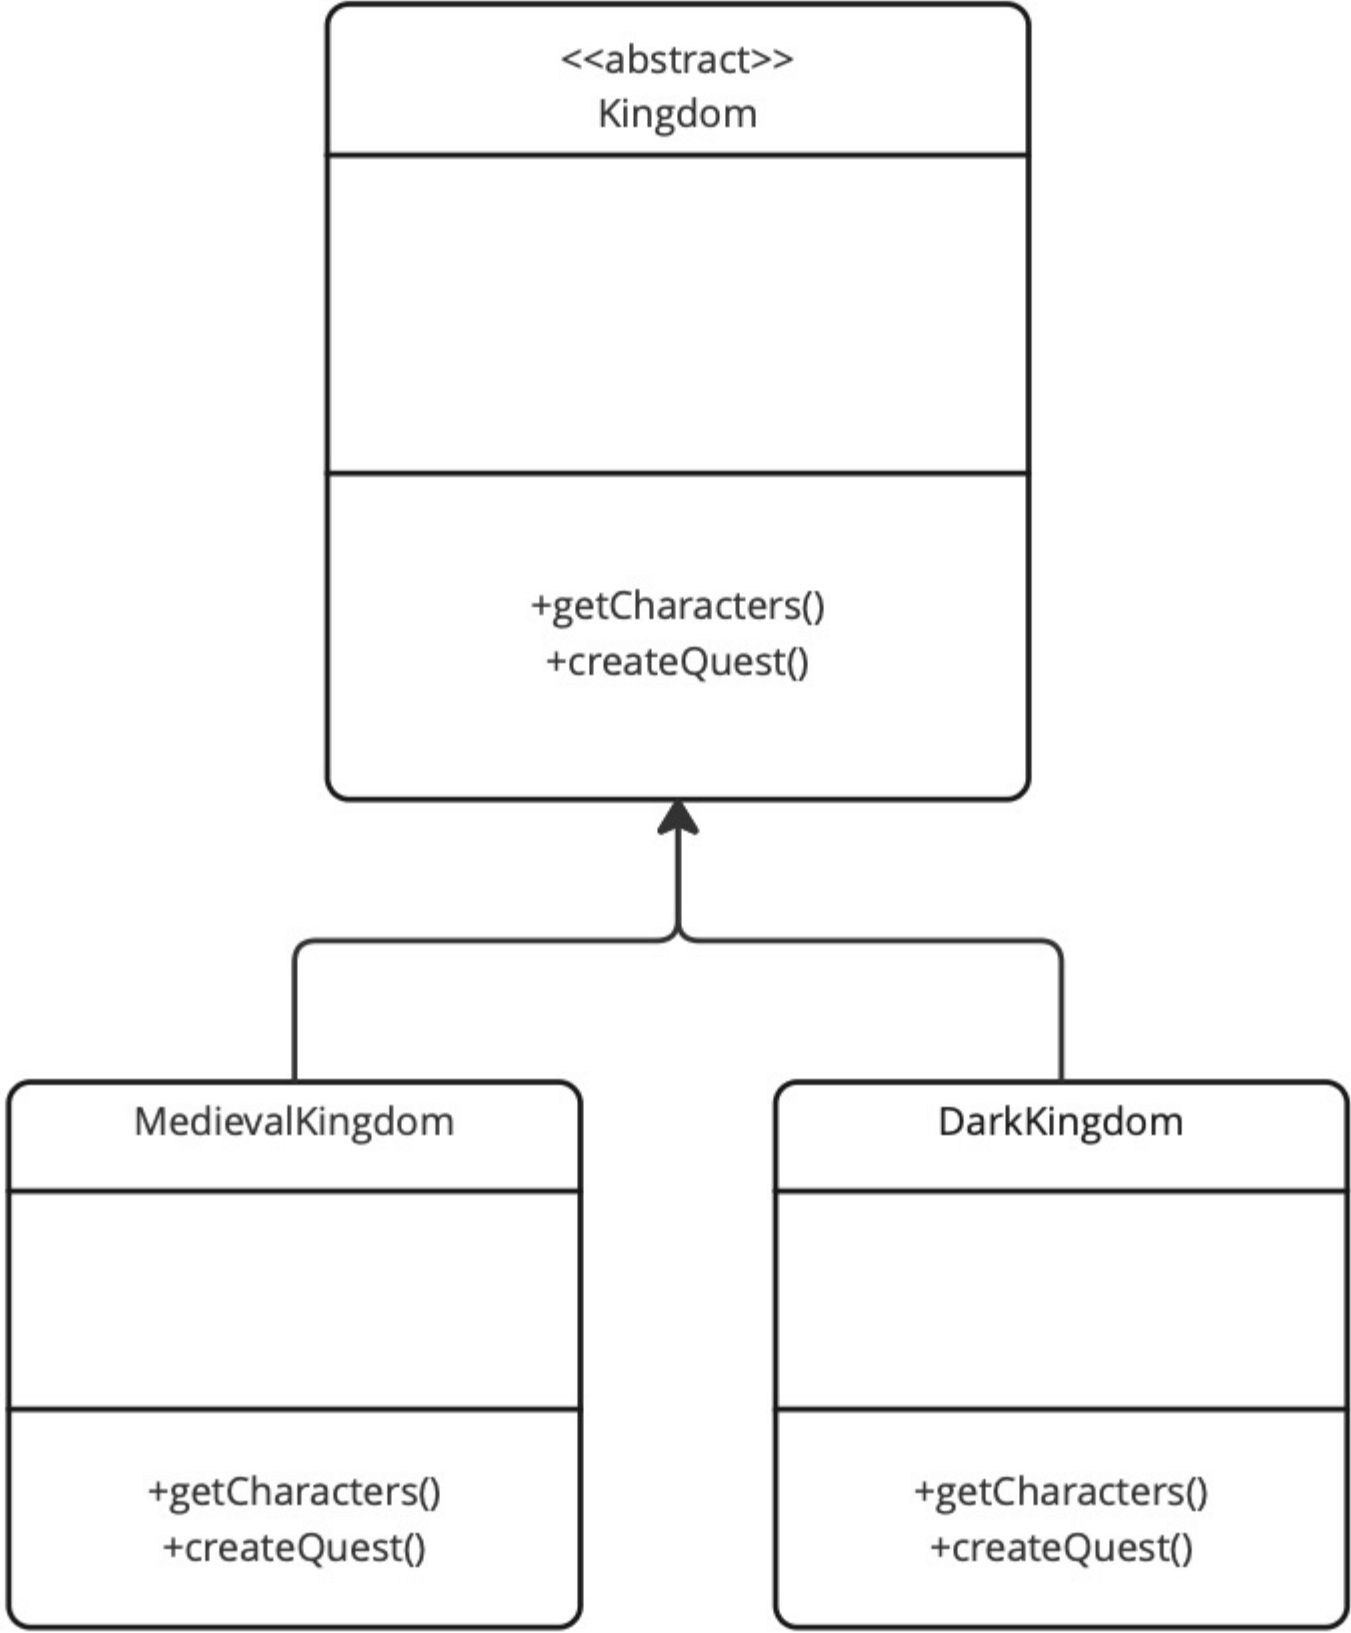 <<abstract>>
Kingdom
+getCharacters()
+createQuest()
MedievalKingdom
+getCharacters()
+createQuest()
DarkKingdom
+getCharacters()
+createQuest()